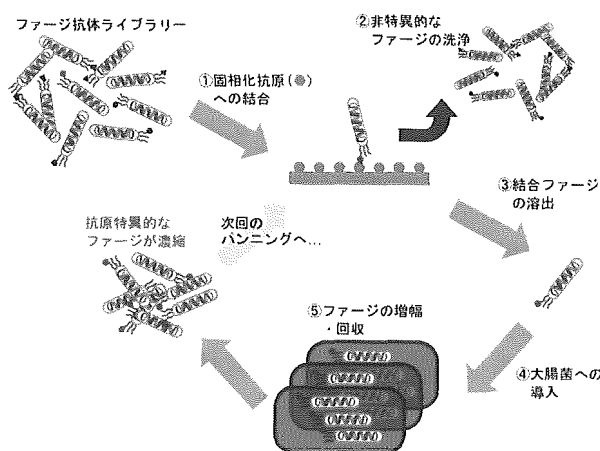 ファージ抗体ライブラリー
①固相化抗原(●)
への結合
②非特異的な
ファージの洗浄
③結合ファージ
の溶出
④大腸菌への
導入
⑤ファージの増幅
・回収
抗原特異的な
ファージが濃縮
次回の
パンニングへ…